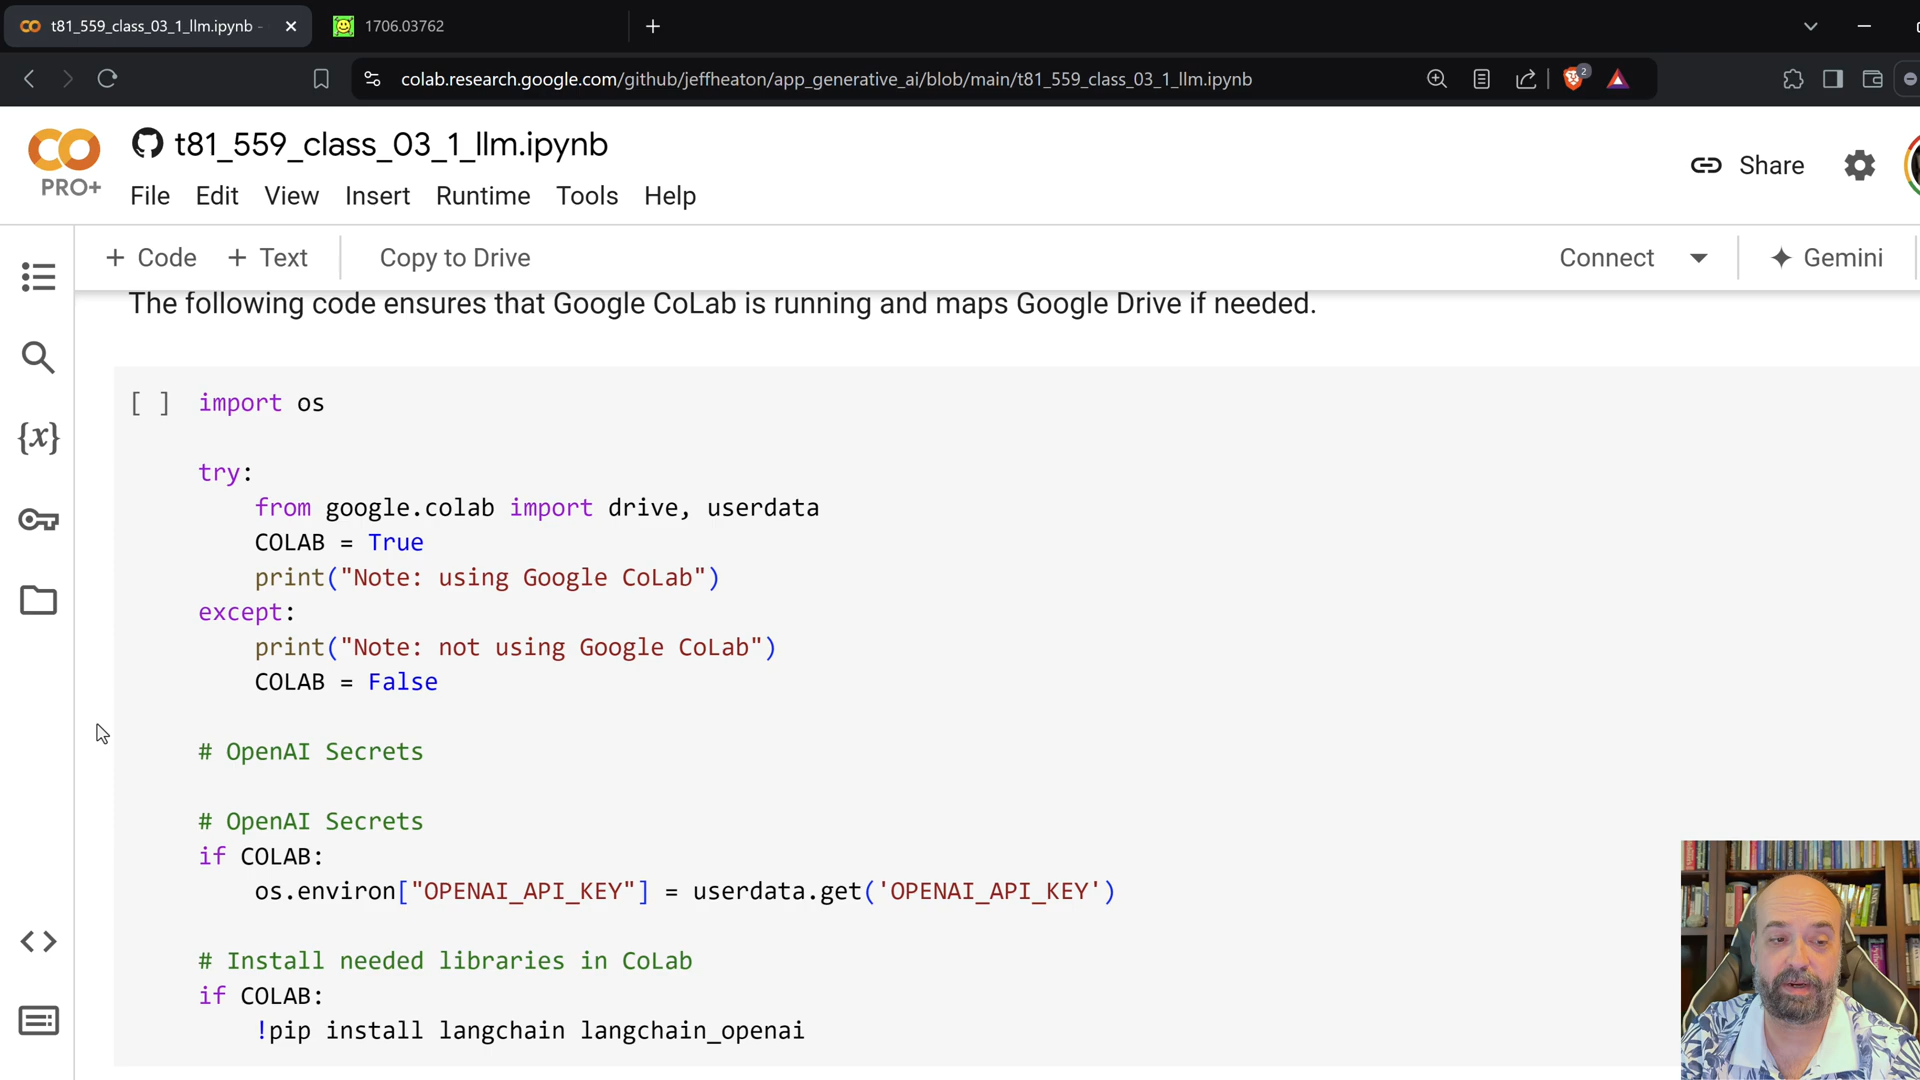 t81_559_class_03_1_llm.ipynb -
1706.03762
colab.research.google.com/github/jeffheaton/app_generative_ai/blob/main/t81_559_class_03_1_llm.ipynb
2
t81_559_class_03_1_llm.ipynb
PRO+
File Edit View Insert Runtime Tools Help
Share
+ Code + Text Copy to Drive
Connect
Gemini
The following code ensures that Google CoLab is running and maps Google Drive if needed.
[ ] import os
try:
from google.colab import drive, userdata
COLAB = True
print("Note: using Google CoLab")
except:
print("Note: not using Google CoLab")
COLAB = False
# OpenAI Secrets
# OpenAI Secrets
if COLAB:
os.environ["OPENAI_API_KEY"] = userdata.get('OPENAI_API_KEY')
# Install needed libraries in CoLab
if COLAB:
!pip install langchain langchain_openai
{x}